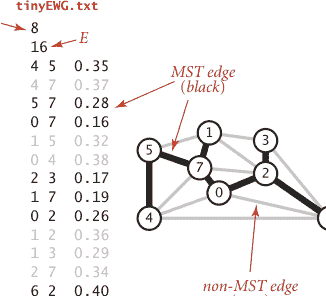 tinyEWG.txt
8
16
E
4 5 0.35
4 7 0.37
5 7 0.28
0 7 0.16
1 5 0.32
0 4 0.38
2 3 0.17
1 7 0.19
0 2 0.26
1 2 0.36
1 3 0.29
2 7 0.34
6 2 0.40
MST edge
(black)
1
3
5
7
2
0
4
non-MST edge